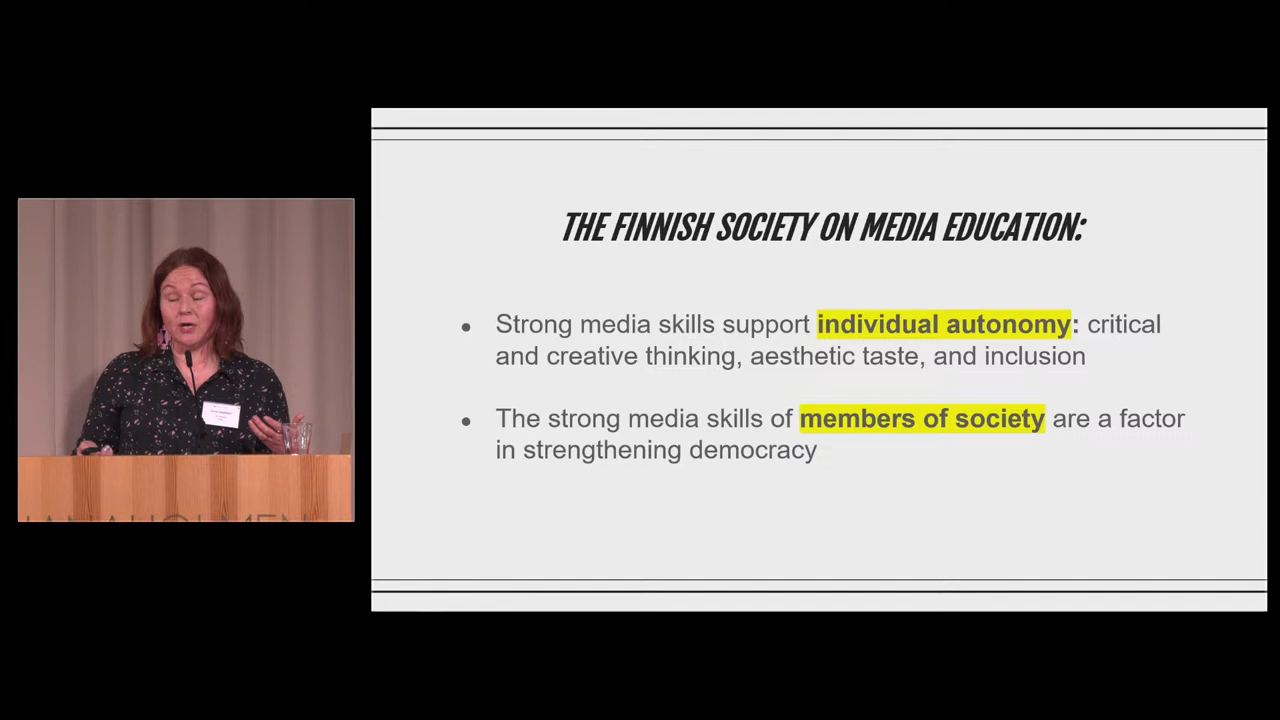 THE FINNISH SOCIETY ON MEDIA EDUCATION:
● Strong media skills support individual autonomy: critical
and creative thinking, aesthetic taste, and inclusion
● The strong media skills of members of society are a factor
in strengthening democracy